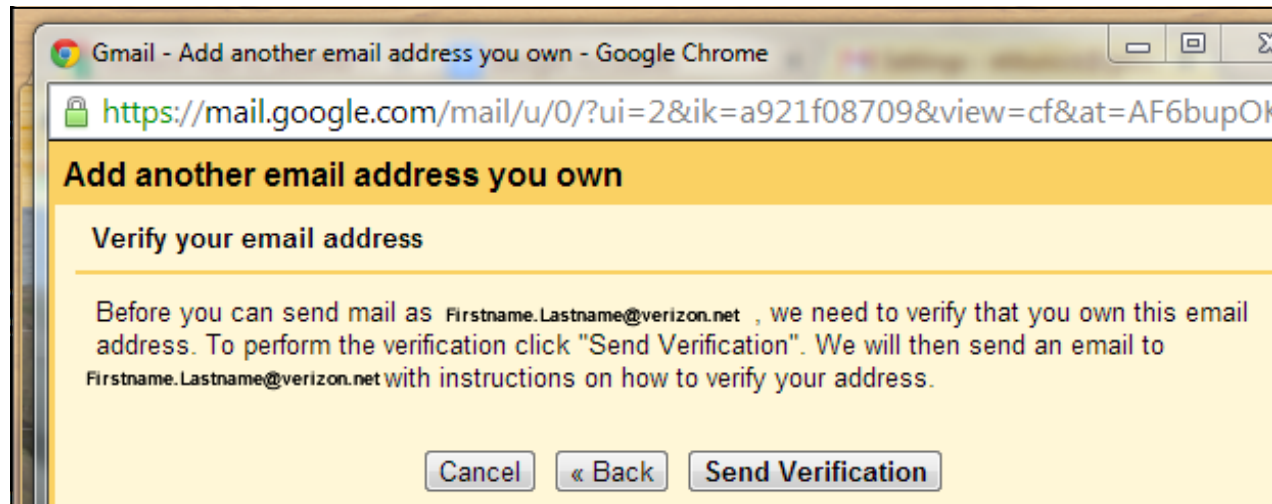 Gmail - Add another email address you own - Google Chrome
https://mail.google.com/mail/u/0/?ui=2&ik=a921f08709&view=cf&at=AF6bupOK
Add another email address you own
Verify your email address
Before you can send mail as Firstname.Lastname@verizon.net , we need to verify that you own this email
address. To perform the verification click "Send Verification". We will then send an email to
Firstname.Lastname@verizon.net with instructions on how to verify your address.
Cancel « Back Send Verification